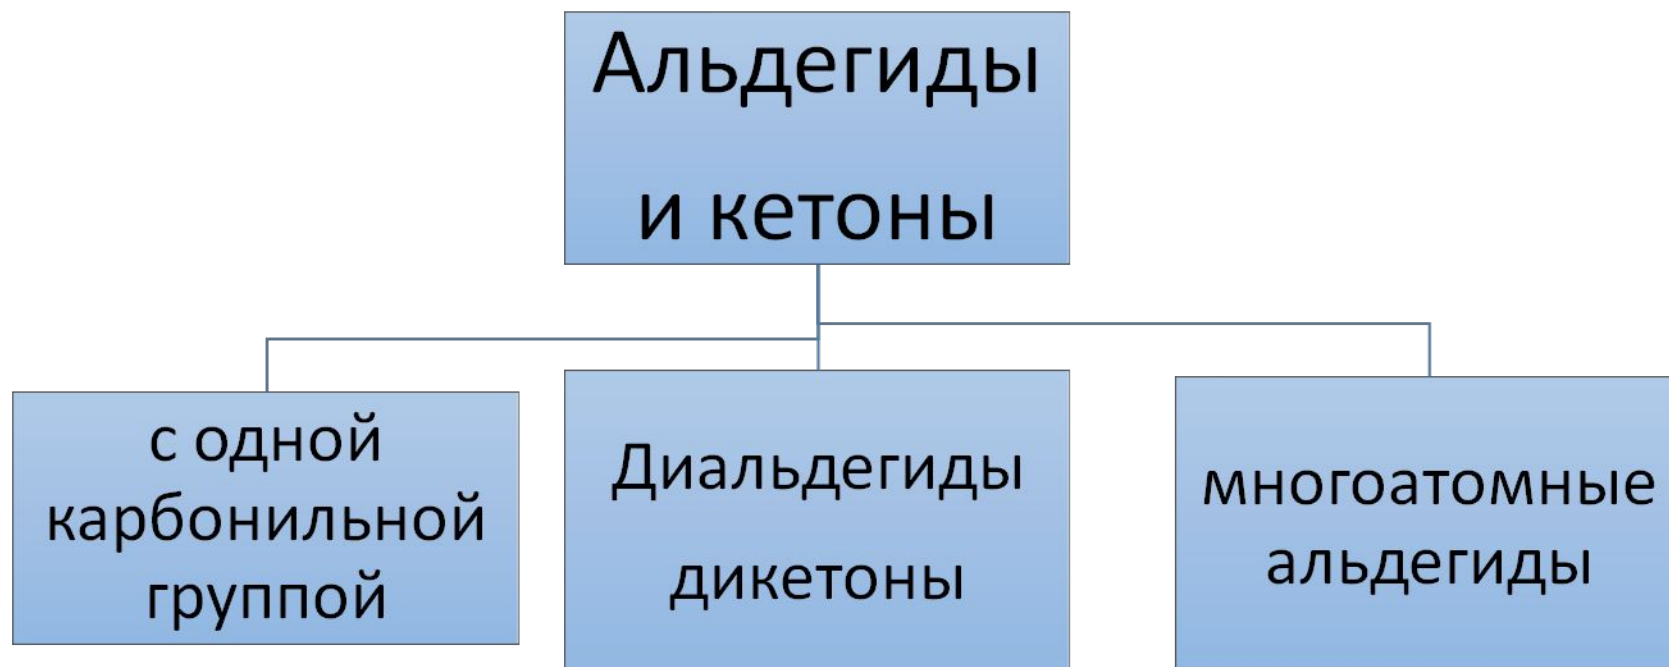 Альдегиды
и кетоны
с одной
карбонильной
группой
Диальдегиды
дикетоны
многоатомные
альдегиды